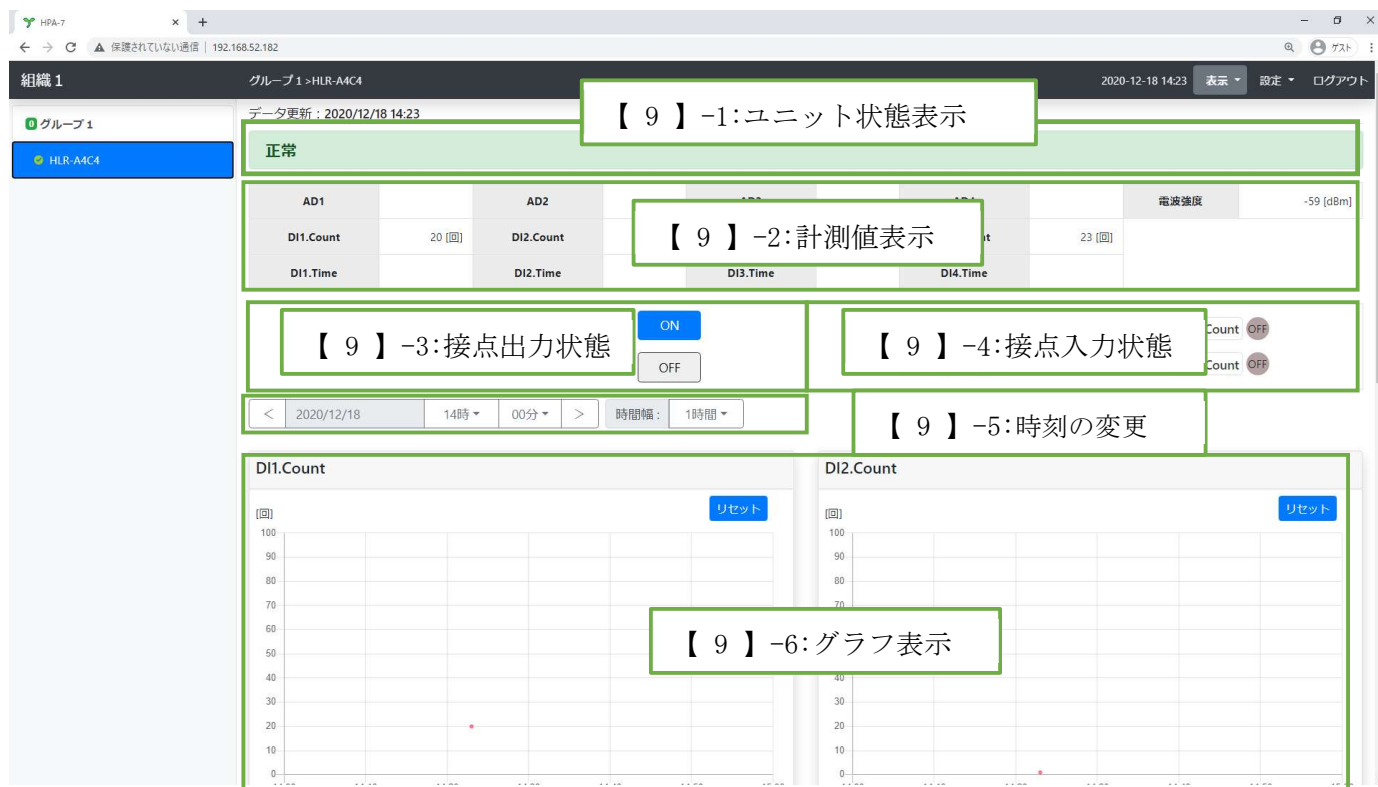 HPA-7 × +
保護されていない通信 | 192.168.52.182 ゲスト
組織 1 グループ 1 >HLR-A4C4 2020-12-18 14:23 表示 設定 ログアウト
0 グループ 1
HLR-A4C4
データ更新 : 2020/12/18 14:23
【 9 】-1:ユニット状態表示
正常
AD1 AD2 電波強度 -59 [dBm]
【 9 】-2:計測値表示
DI1.Count 20 [回] DI2.Count 23 [回]
DI1.Time DI2.Time DI3.Time DI4.Time
【 9 】-3:接点出力状態 ON
OFF
【 9 】-4:接点入力状態 Count OFF
Count OFF
< 2020/12/18 14時 00分 > 時間幅 : 1時間
【 9 】-5:時刻の変更
DI1.Count
リセット
[回]
100
90
80
70
60
50
40
30
20
10
0
DI2.Count
リセット
[回]
100
90
80
70
60
50
40
30
20
10
0
【 9 】-6:グラフ表示